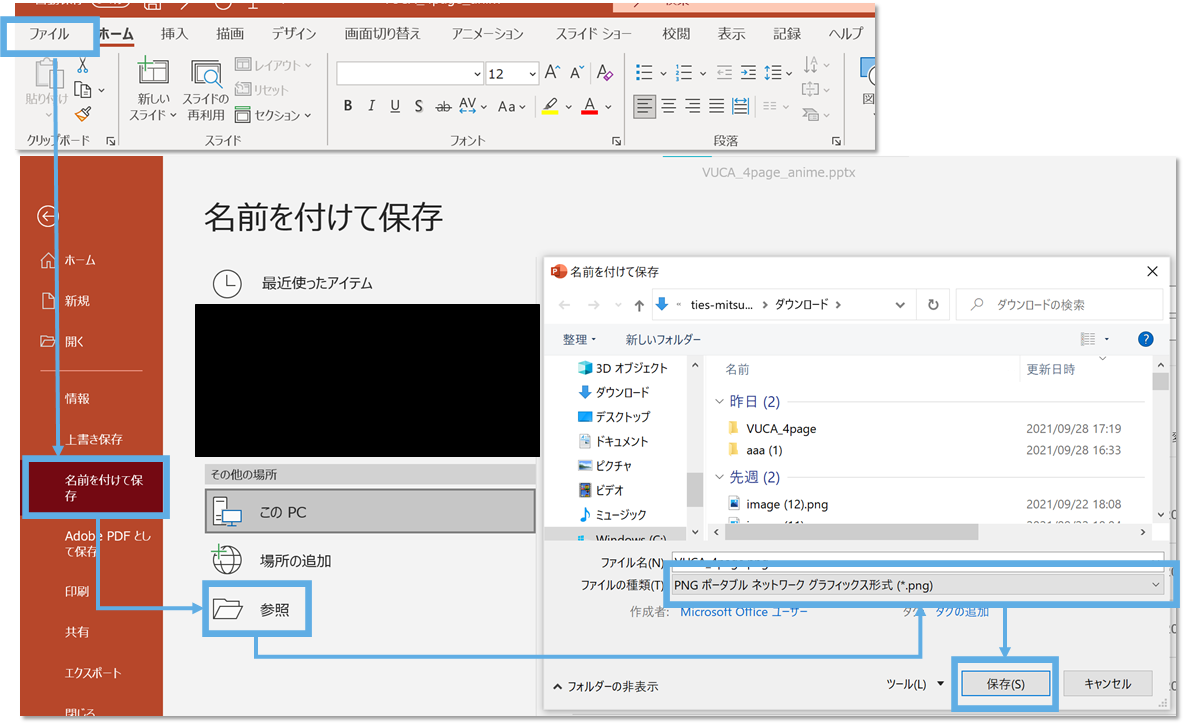 ファイル ホーム 挿入 描画 デザイン 画面切り替え アニメーション スライド ショー 校閲 表示 記録 ヘルプ
貼り付け
新しい
スライド
スライドの
再利用
レイアウト
リセット
セクション
12
B I U S ab AV Aa A
クリップボード スライド フォント 段落
VUCA_4page_anime.pptx
ホーム
新規
開く
情報
上書き保存
名前を付けて保
存
Adobe PDF とし
て保存
印刷
共有
エクスポート
閉じる
名前を付けて保存
最近使ったアイテム
その他の場所
この PC
場所の追加
参照
名前を付けて保存
ties-mitsu... ダウンロード
ダウンロードの検索
整理 新しいフォルダー
3D オブジェクト
ダウンロード
デスクトップ
ドキュメント
ピクチャ
ビデオ
ミュージック
Windows (C:)
名前 更新日時
昨日 (2)
VUCA_4page 2021/09/28 17:19
aaa (1) 2021/09/28 16:33
先週 (2)
image (12).png 2021/09/22 18:08
ファイル名(N): VUCA_4page.png
ファイルの種類(T): PNG ポータブル ネットワーク グラフィックス形式 (*.png)
作成者: Microsoft Office ユーザー タグ: タグの追加
フォルダーの非表示
ツール(L) 保存(S) キャンセル